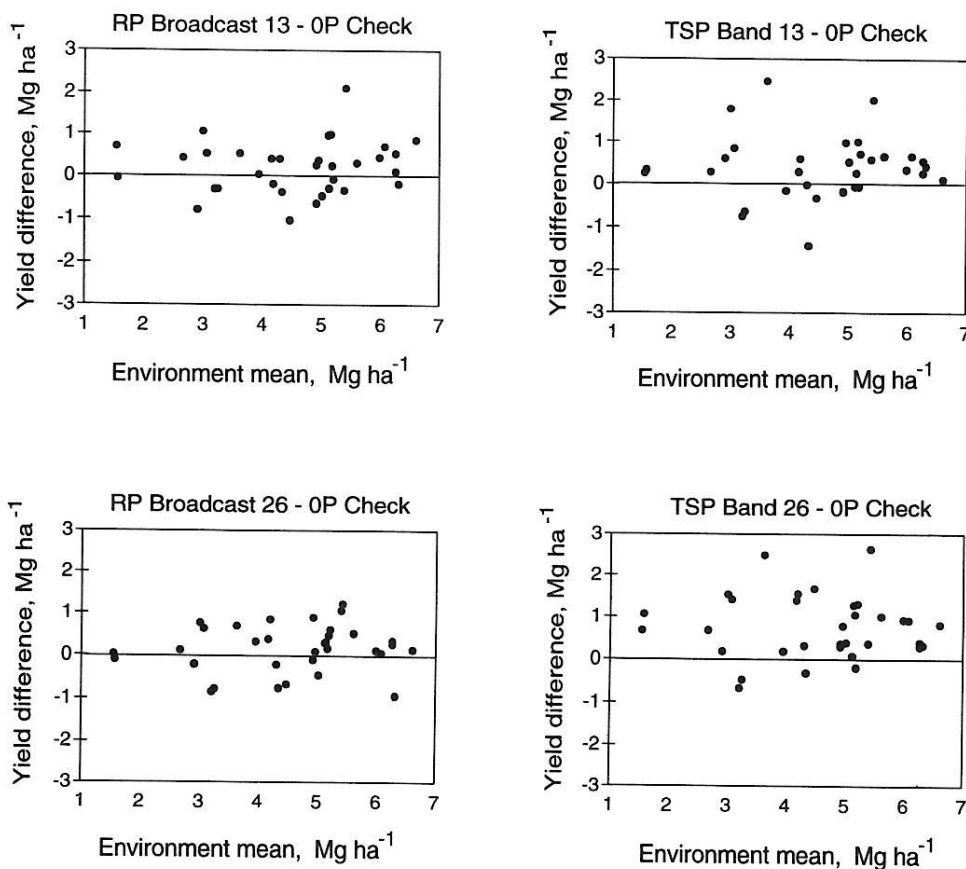 RP Broadcast 13 - 0P Check
Yield difference, Mg ha⁻¹
3
2
1
0
-1
-2
-3
1 2 3 4 5 6 7
Environment mean, Mg ha⁻¹
TSP Band 13 - 0P Check
Yield difference, Mg ha⁻¹
3
2
1
0
-1
-2
-3
1 2 3 4 5 6 7
Environment mean, Mg ha⁻¹
RP Broadcast 26 - 0P Check
Yield difference, Mg ha⁻¹
3
2
1
0
-1
-2
-3
1 2 3 4 5 6 7
Environment mean, Mg ha⁻¹
TSP Band 26 - 0P Check
Yield difference, Mg ha⁻¹
3
2
1
0
-1
-2
-3
1 2 3 4 5 6 7
Environment mean, Mg ha⁻¹